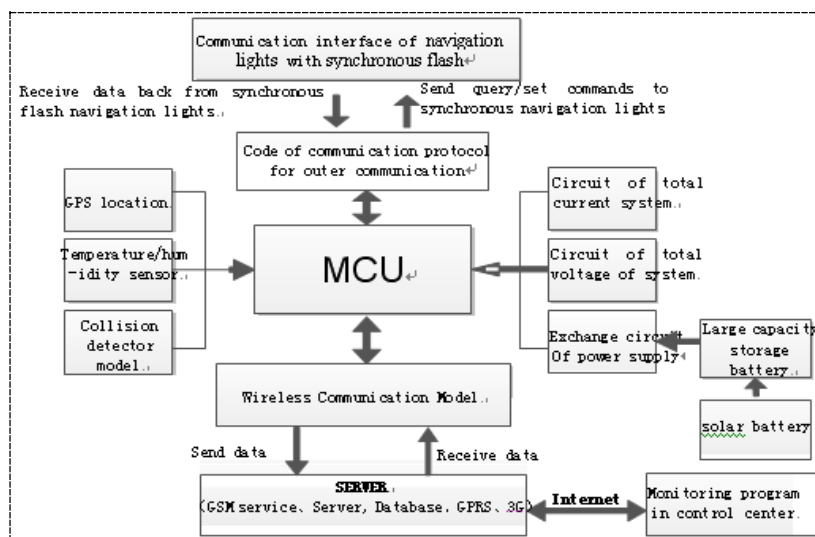 Communication interface of navigation
lights with synchronous flash↵
Receive data back from synchronous
flash navigation lights.
Send query/set commands to
synchronous navigation lights
Code of communication protocol
for outer communication↵
GPS location.
Temperature/hum
-idity sensor.
Collision
detector
model.
MCU↵
Circuit of total
current system.
Circuit of total
voltage of system.
Exchange circuit
Of power supply↵
Large capacity
storage
battery.
solar battery
Wireless Communication Model.
Send data
Receive data
SERVER.
(GSM service、Server, Database, GPRS、3G)
Internet
Monitoring program
in control center.